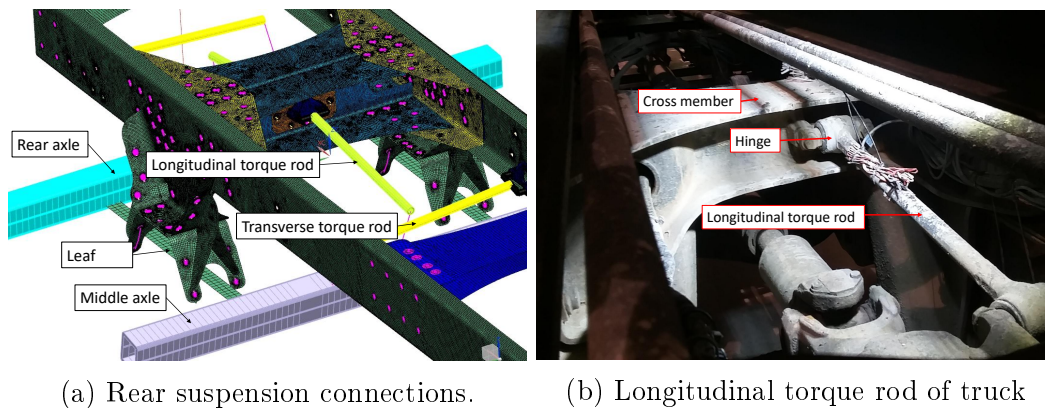 Rear axle
Longitudinal torque rod
Transverse torque rod
Leaf
Middle axle
Cross member
Hinge
Longitudinal torque rod
(a) Rear suspension connections.
(b) Longitudinal torque rod of truck